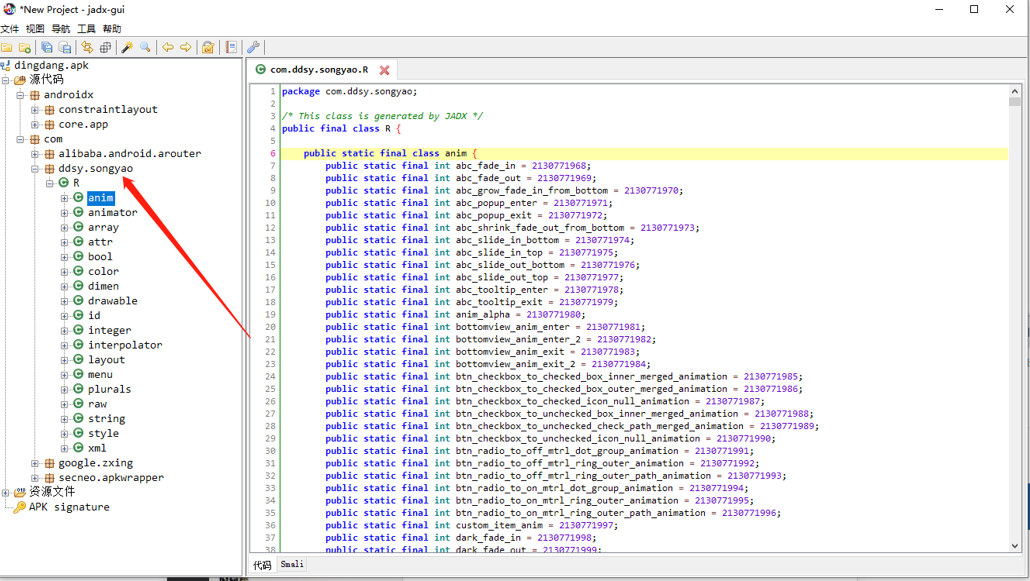 *New Project - jadx-gui
文件 视图 导航 工具 帮助
dingdang.apk
源代码
androidx
constraintlayout
core.app
com
alibaba.android.arouter
ddsy.songyao
R
anim
animator
array
attr
bool
color
dimen
drawable
id
integer
interpolator
layout
menu
plurals
raw
string
style
xml
google.zxing
secneo.apkwrapper
资源文件
APK signature
com.ddsy.songyao.R
1 package com.ddsy.songyao;
2
3 /* This class is generated by JADX */
4 public final class R {
5
6 public static final class anim {
7 public static final int abc_fade_in = 2130771968;
8 public static final int abc_fade_out = 2130771969;
9 public static final int abc_grow_fade_in_from_bottom = 2130771970;
10 public static final int abc_popup_enter = 2130771971;
11 public static final int abc_popup_exit = 2130771972;
12 public static final int abc_shrink_fade_out_from_bottom = 2130771973;
13 public static final int abc_slide_in_bottom = 2130771974;
14 public static final int abc_slide_in_top = 2130771975;
15 public static final int abc_slide_out_bottom = 2130771976;
16 public static final int abc_slide_out_top = 2130771977;
17 public static final int abc_tooltip_enter = 2130771978;
18 public static final int abc_tooltip_exit = 2130771979;
19 public static final int anim_alpha = 2130771980;
20 public static final int bottomview_anim_enter = 2130771981;
21 public static final int bottomview_anim_enter_2 = 2130771982;
22 public static final int bottomview_anim_exit = 2130771983;
23 public static final int bottomview_anim_exit_2 = 2130771984;
24 public static final int btn_checkbox_to_checked_box_inner_merged_animation = 2130771985;
25 public static final int btn_checkbox_to_checked_box_outer_merged_animation = 2130771986;
26 public static final int btn_checkbox_to_checked_icon_null_animation = 2130771987;
27 public static final int btn_checkbox_to_unchecked_box_inner_merged_animation = 2130771988;
28 public static final int btn_checkbox_to_unchecked_check_path_merged_animation = 2130771989;
29 public static final int btn_checkbox_to_unchecked_icon_null_animation = 2130771990;
30 public static final int btn_radio_to_off_mtrl_dot_group_animation = 2130771991;
31 public static final int btn_radio_to_off_mtrl_ring_outer_animation = 2130771992;
32 public static final int btn_radio_to_off_mtrl_ring_outer_path_animation = 2130771993;
33 public static final int btn_radio_to_on_mtrl_dot_group_animation = 2130771994;
34 public static final int btn_radio_to_on_mtrl_ring_outer_animation = 2130771995;
35 public static final int btn_radio_to_on_mtrl_ring_outer_path_animation = 2130771996;
36 public static final int custom_item_anim = 2130771997;
37 public static final int dark_fade_in = 2130771998;
38 public static final int dark_fade_out = 2130771999;
代码 Smali